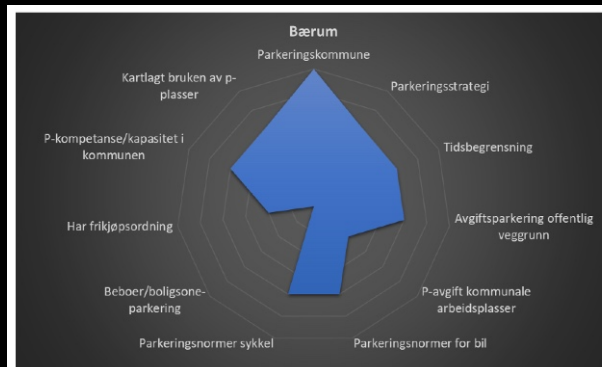 Bærum
Parkeringskommune
Parkeringsstrategi
Tidsbegrensning
Avgiftsparkering offentlig
veggrunn
P-avgift kommunale
arbeidsplasser
Parkeringsnormer for bil
Parkeringsnormer sykkel
Beboer/boligsone-
parkering
Har frikjøpsordning
P-kompetanse/kapasitet i
kommunen
Kartlagt bruken av p-
plasser